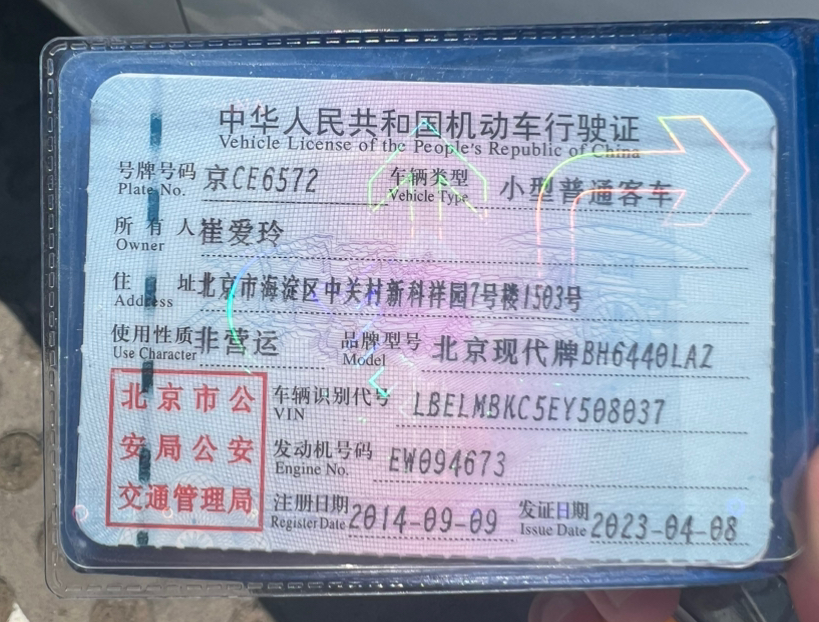 中华人民共和国机动车行驶证
Vehicle License of the People's Republic of China
号牌号码 京CE6572 车辆类型 小型普通客车
Plate No. Vehicle Type
所有人 崔爱玲
Owner
住址 北京市海淀区中关村新科祥园7号楼1503号
Address
使用性质 非营运 品牌型号 北京现代牌BH6440LAZ
Use Character Model
北京市公 车辆识别代号 LBELMBKC5EY508037
VIN
安局公安 发动机号码 EW094673
Engine No.
交通管理局 注册日期 2014-09-09 发证日期 2023-04-08
Register Date Issue Date